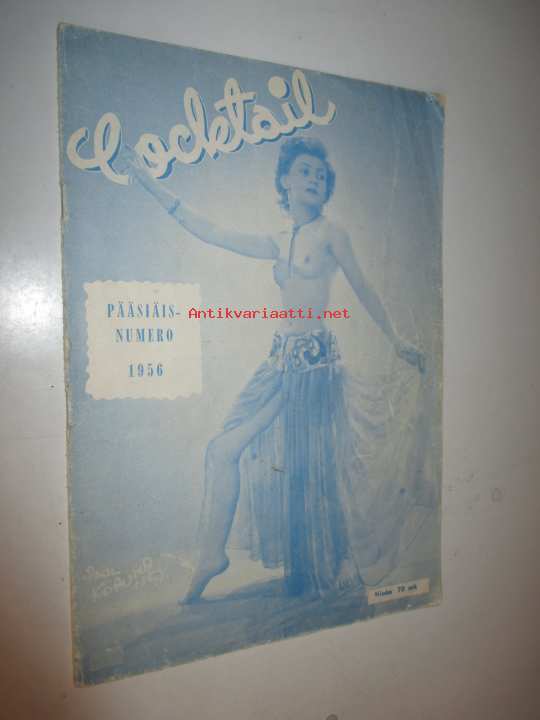 Cocktail
PÄÄSIÄIS-
NUMERO
1956
Antikvariaatti.net
Hinta 70 mk